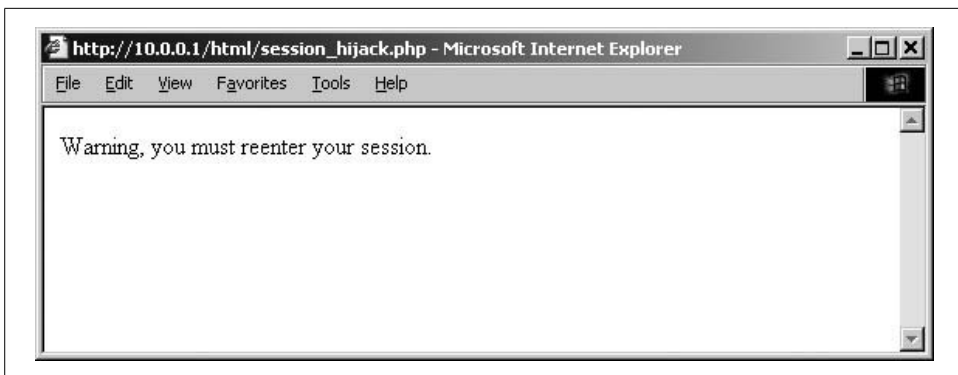 http://10.0.0.1/html/session_hijack.php - Microsoft Internet Explorer
File Edit View Favorites Tools Help
Warning, you must reenter your session.